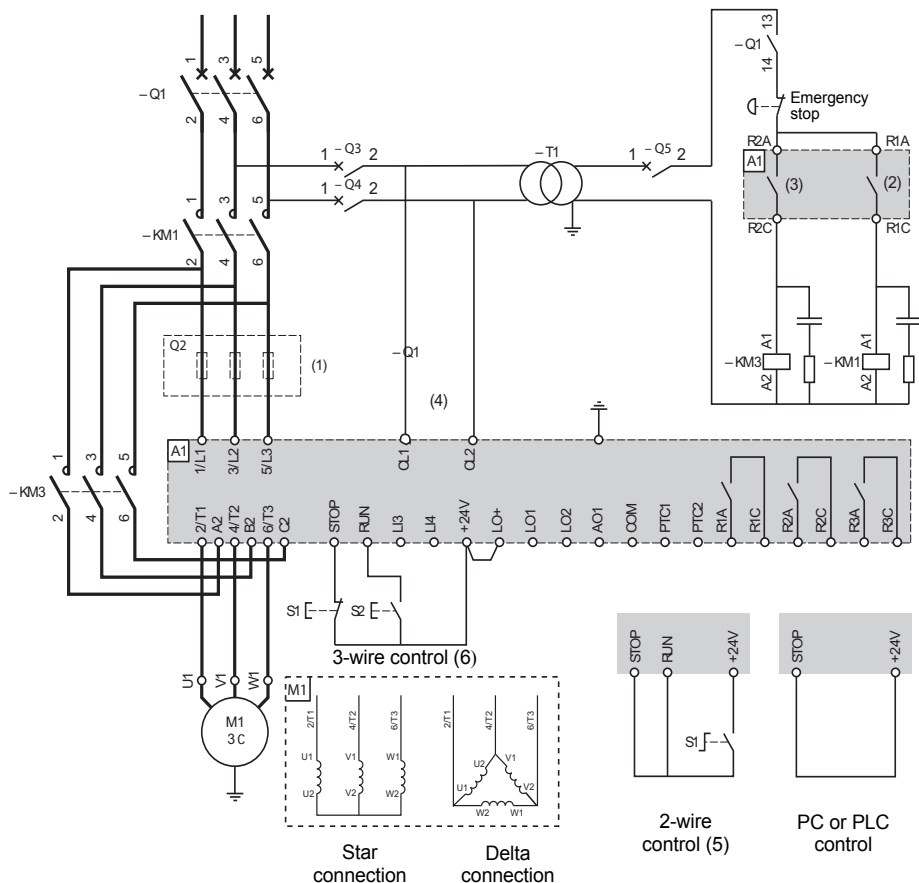 1 3 5
– Q1
2 4 6
13
– Q1
14
Emergency
stop
1 – Q3 2
1 – Q4 2
– T1
1 – Q5 2
R2A R1A
A1
(3) (2)
R2C R1C
1 3 5
– KM1
2 4 6
Q2
(1)
– Q1
(4)
A1 A1
– KM3 – KM1
A2 A2
A1
1/L1 3/L2 5/L3 CL1 CL2
1 3 5
– KM3
2 4 6
2/T1 A2 4/T2 B2 6/T3 C2 STOP RUN LI3 LI4 +24V LO+ LO1 LO2 AO1 COM PTC1 PTC2 R1A R1C R2A R2C R3A R3C
S1 S2
3-wire control (6)
U1 V1 W1
M1
3
M1
2/T1 4/T2 6/T3 2/T1 4/T2 6/T3
U1 V1 W1
U2 V2 W2
U2 V1
U1 V2
W2 W1
Star
connection
Delta
connection
STOP RUN +24V
S1
2-wire
control (5)
STOP +24V
PC or PLC
control